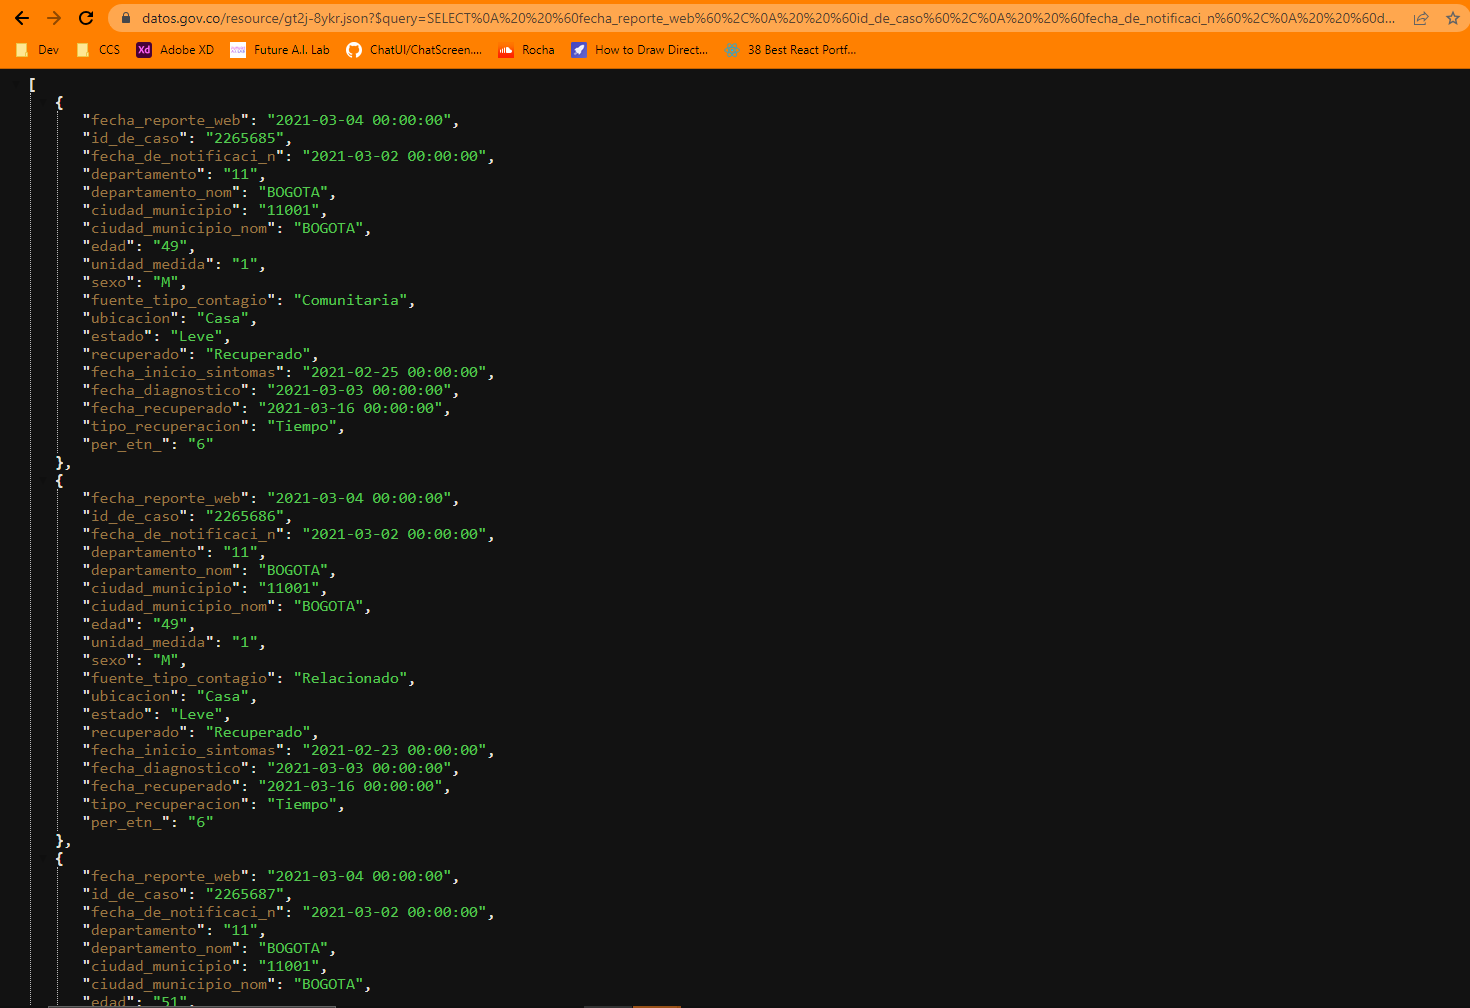 datos.gov.co/resource/gt2j-8ykr.json?$query=SELECT%0A%20%20%60fecha_reporte_web%60%2C%0A%20%20%60id_de_caso%60%2C%0A%20%20%60fecha_de_notificaci_n%60%2C%0A%20%20%60d...
Dev CCS Xd Adobe XD Future A.I. Lab ChatUI/ChatScreen.... Rocha How to Draw Direct... 38 Best React Portf...
[
{
"fecha_reporte_web": "2021-03-04 00:00:00",
"id_de_caso": "2265685",
"fecha_de_notificaci_n": "2021-03-02 00:00:00",
"departamento": "11",
"departamento_nom": "BOGOTA",
"ciudad_municipio": "11001",
"ciudad_municipio_nom": "BOGOTA",
"edad": "49",
"unidad_medida": "1",
"sexo": "M",
"fuente_tipo_contagio": "Comunitaria",
"ubicacion": "Casa",
"estado": "Leve",
"recuperado": "Recuperado",
"fecha_inicio_sintomas": "2021-02-25 00:00:00",
"fecha_diagnostico": "2021-03-03 00:00:00",
"fecha_recuperado": "2021-03-16 00:00:00",
"tipo_recuperacion": "Tiempo",
"per_etn_": "6"
},
{
"fecha_reporte_web": "2021-03-04 00:00:00",
"id_de_caso": "2265686",
"fecha_de_notificaci_n": "2021-03-02 00:00:00",
"departamento": "11",
"departamento_nom": "BOGOTA",
"ciudad_municipio": "11001",
"ciudad_municipio_nom": "BOGOTA",
"edad": "49",
"unidad_medida": "1",
"sexo": "M",
"fuente_tipo_contagio": "Relacionado",
"ubicacion": "Casa",
"estado": "Leve",
"recuperado": "Recuperado",
"fecha_inicio_sintomas": "2021-02-23 00:00:00",
"fecha_diagnostico": "2021-03-03 00:00:00",
"fecha_recuperado": "2021-03-16 00:00:00",
"tipo_recuperacion": "Tiempo",
"per_etn_": "6"
},
{
"fecha_reporte_web": "2021-03-04 00:00:00",
"id_de_caso": "2265687",
"fecha_de_notificaci_n": "2021-03-02 00:00:00",
"departamento": "11",
"departamento_nom": "BOGOTA",
"ciudad_municipio": "11001",
"ciudad_municipio_nom": "BOGOTA",
"edad": "51",